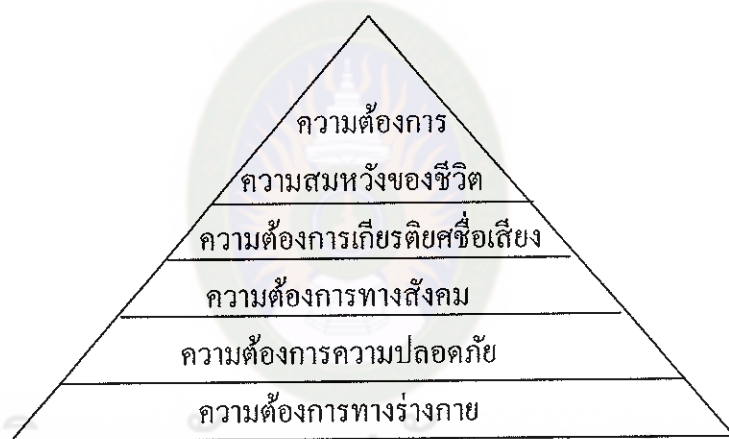 ความต้องการ
ความสมหวังของชีวิต
ความต้องการเกียรติยศชื่อเสียง
ความต้องการทางสังคม
ความต้องการความปลอดภัย
ความต้องการทางร่างกาย